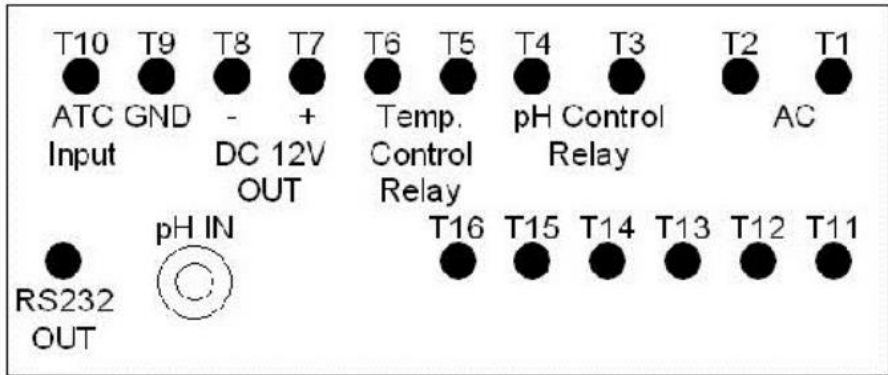 T10 T9 T8 T7 T6 T5 T4 T3 T2 T1
ATC GND - + Temp. pH Control AC
Input DC 12V Control Relay
OUT Relay
pH IN T16 T15 T14 T13 T12 T11
RS232
OUT